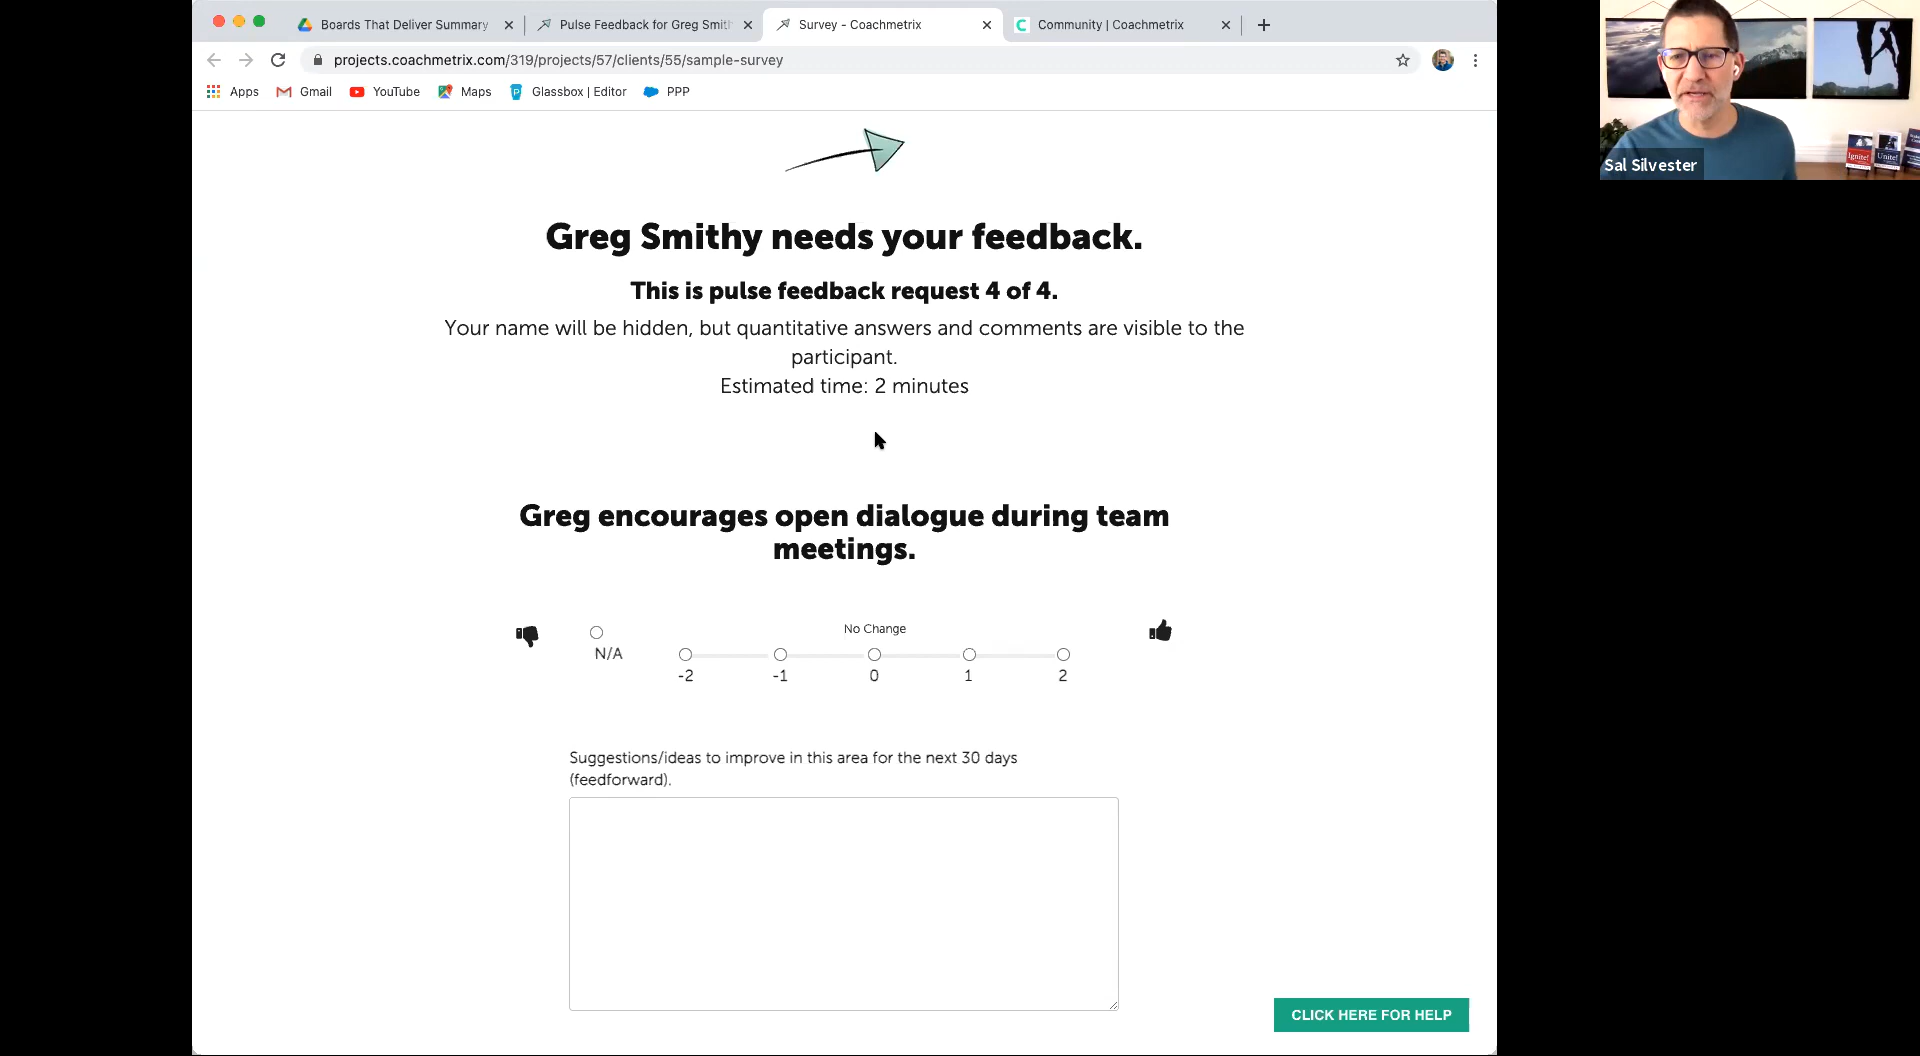 Boards That Deliver Summary
Pulse Feedback for Greg Smith
Survey - Coachmetrix
Community | Coachmetrix
projects.coachmetrix.com/319/projects/57/clients/55/sample-survey
Apps
Gmail
YouTube
Maps
Glassbox | Editor
PPP
Greg Smithy needs your feedback.
This is pulse feedback request 4 of 4.
Your name will be hidden, but quantitative answers and comments are visible to the
participant.
Estimated time: 2 minutes
Greg encourages open dialogue during team
meetings.
No Change
N/A
-2
-1
0
1
2
Suggestions/ideas to improve in this area for the next 30 days
(feedforward).
CLICK HERE FOR HELP
Sal Silvester
Ignite!
Unite!